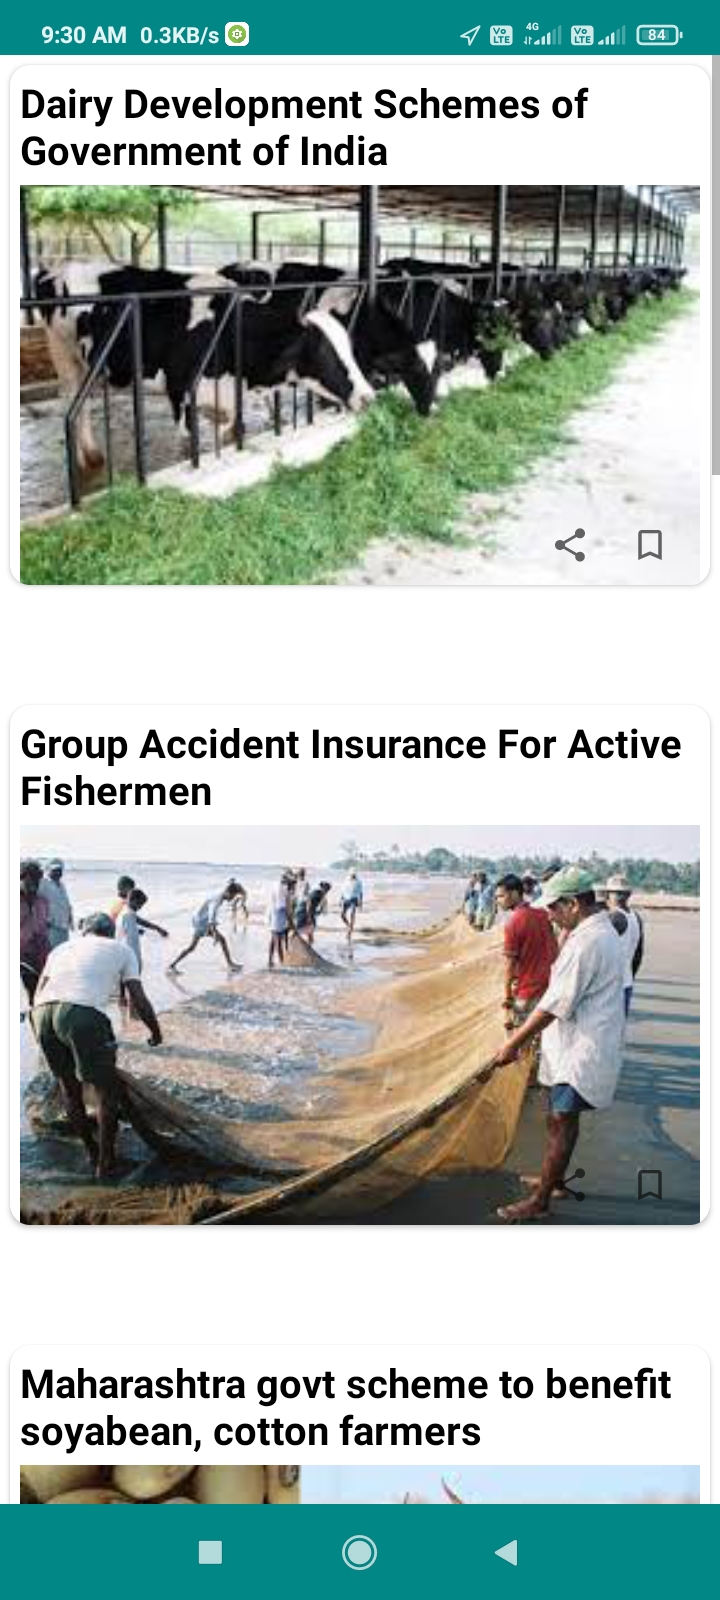 9:30 AM 0.3KB/s Vo LTE 4G Vo LTE 84
Dairy Development Schemes of
Government of India
Group Accident Insurance For Active
Fishermen
Maharashtra govt scheme to benefit
soyabean, cotton farmers